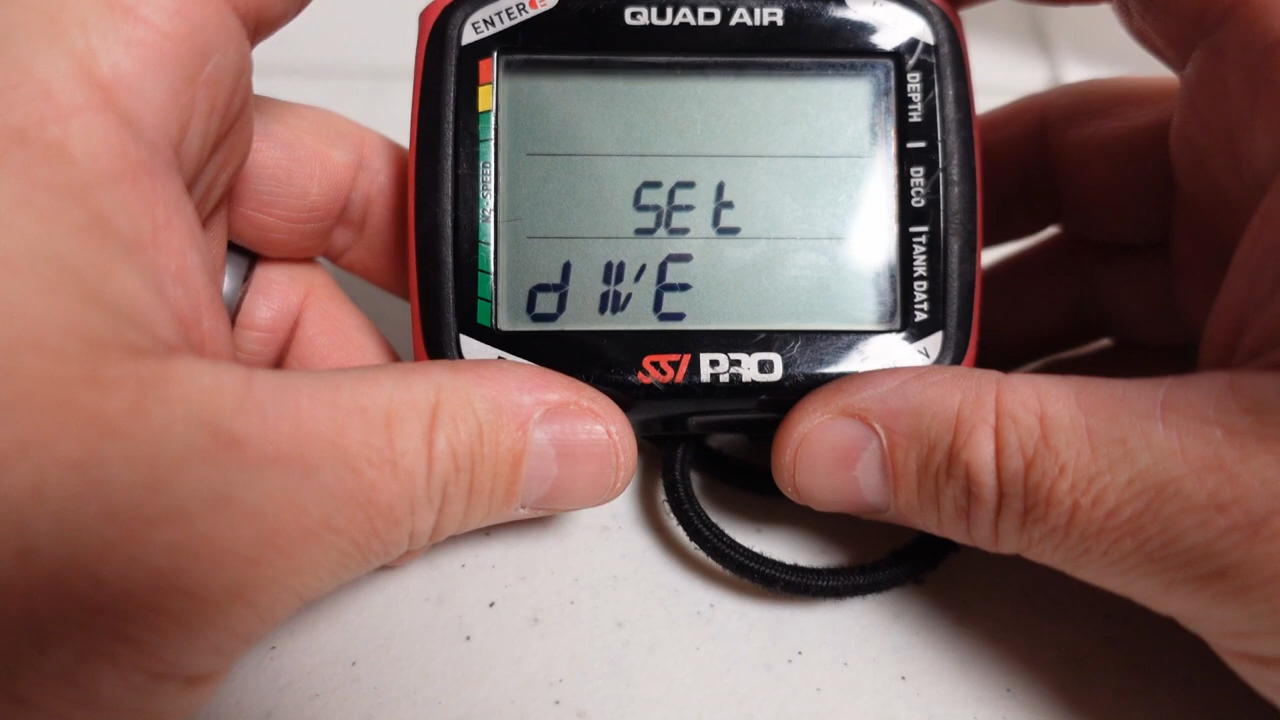 ENTER
QUAD AIR
N2-SPEED
SEt
dIVE
DEPTH | DECO | TANK DATA
SSI PRO